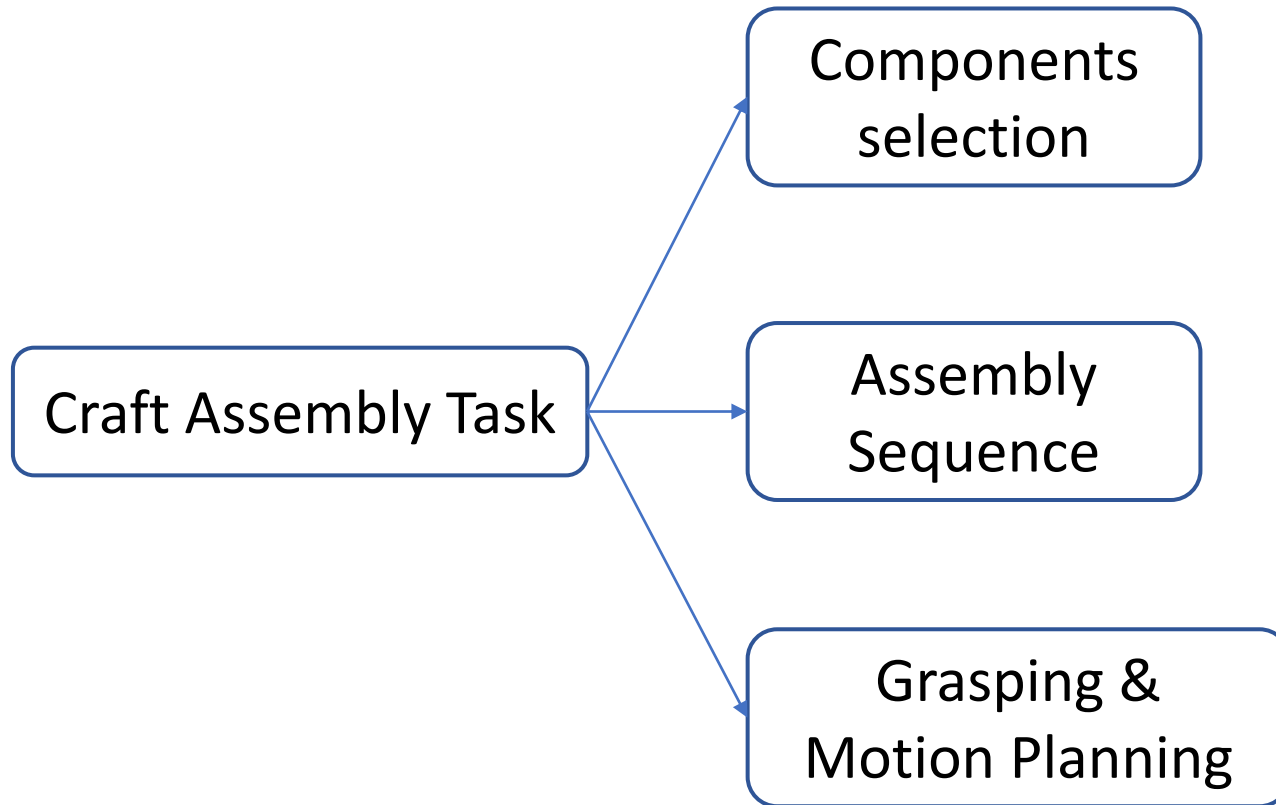 Components
selection
Craft Assembly Task
Assembly
Sequence
Grasping &
Motion Planning